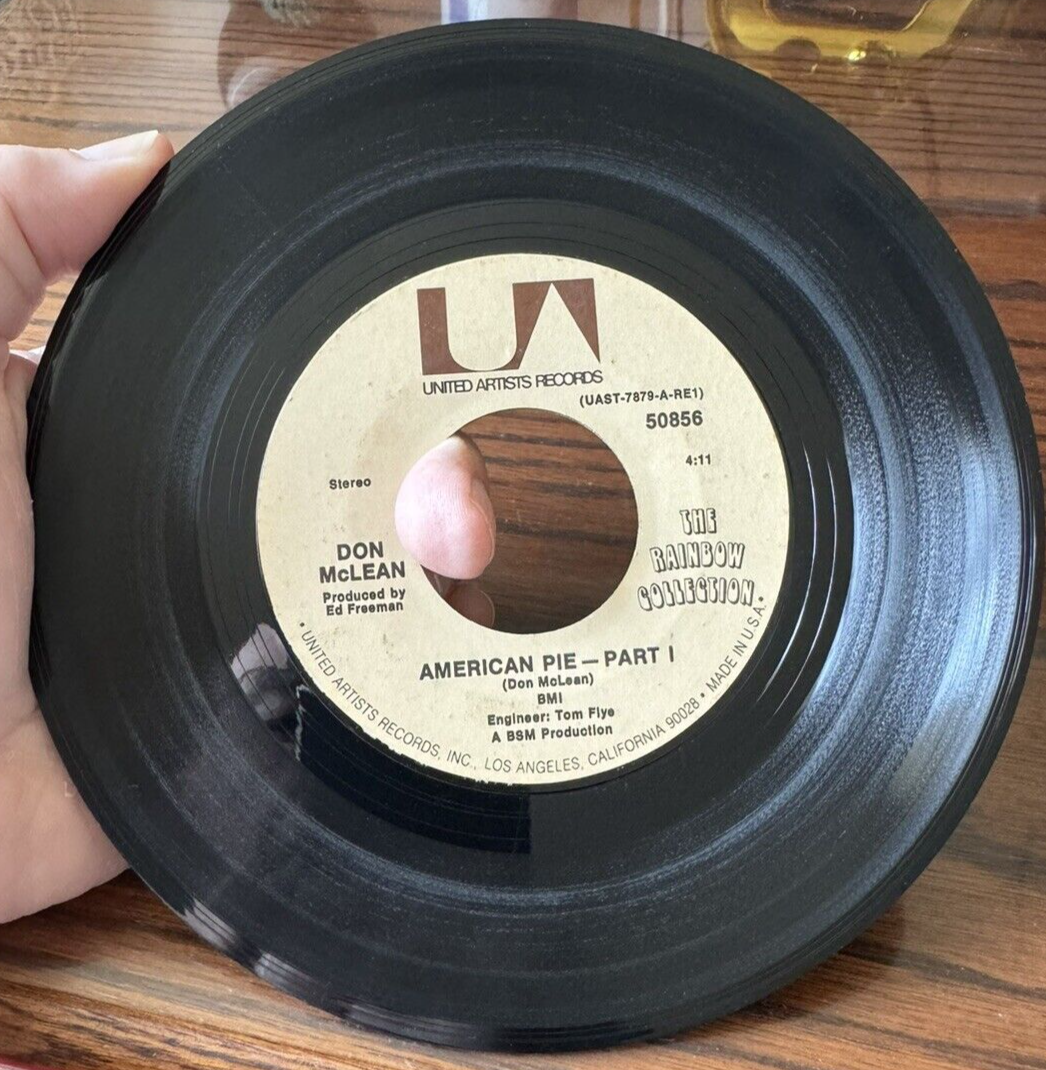 UA
UNITED ARTISTS RECORDS
(UAST-7879-A-RE1)
50856
4:11
Stereo
THE
RAINBOW
COLLECTION
DON
McLEAN
Produced by
Ed Freeman
AMERICAN PIE — PART I
(Don McLean)
BMI
Engineer: Tom Flye
A BSM Production
• UNITED ARTISTS RECORDS, INC., LOS ANGELES, CALIFORNIA 90028 • MADE IN U.S.A. •